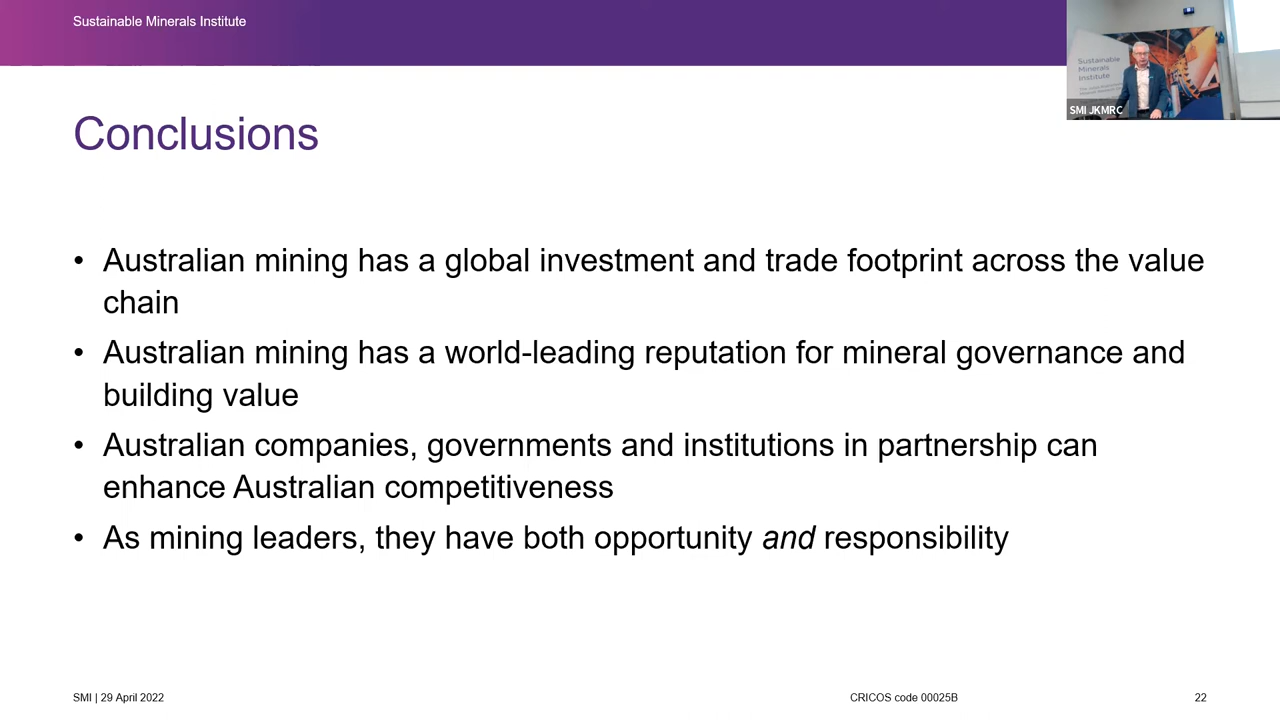 Sustainable Minerals Institute
Sustainable
Minerals
Institute
SMI JKMRC
Conclusions
• Australian mining has a global investment and trade footprint across the value
chain
• Australian mining has a world-leading reputation for mineral governance and
building value
• Australian companies, governments and institutions in partnership can
enhance Australian competitiveness
• As mining leaders, they have both opportunity and responsibility
SMI | 29 April 2022
CRICOS code 00025B
22